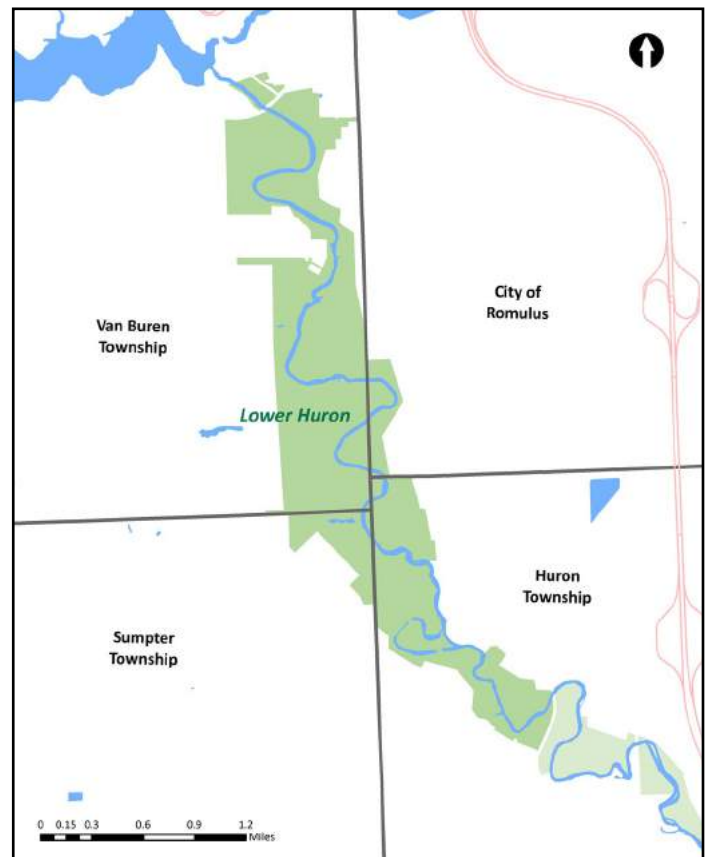 City of
Romulus
Van Buren
Township
Lower Huron
Huron
Township
Sumpter
Township
0 0.15 0.3 0.6 0.9 1.2
Miles